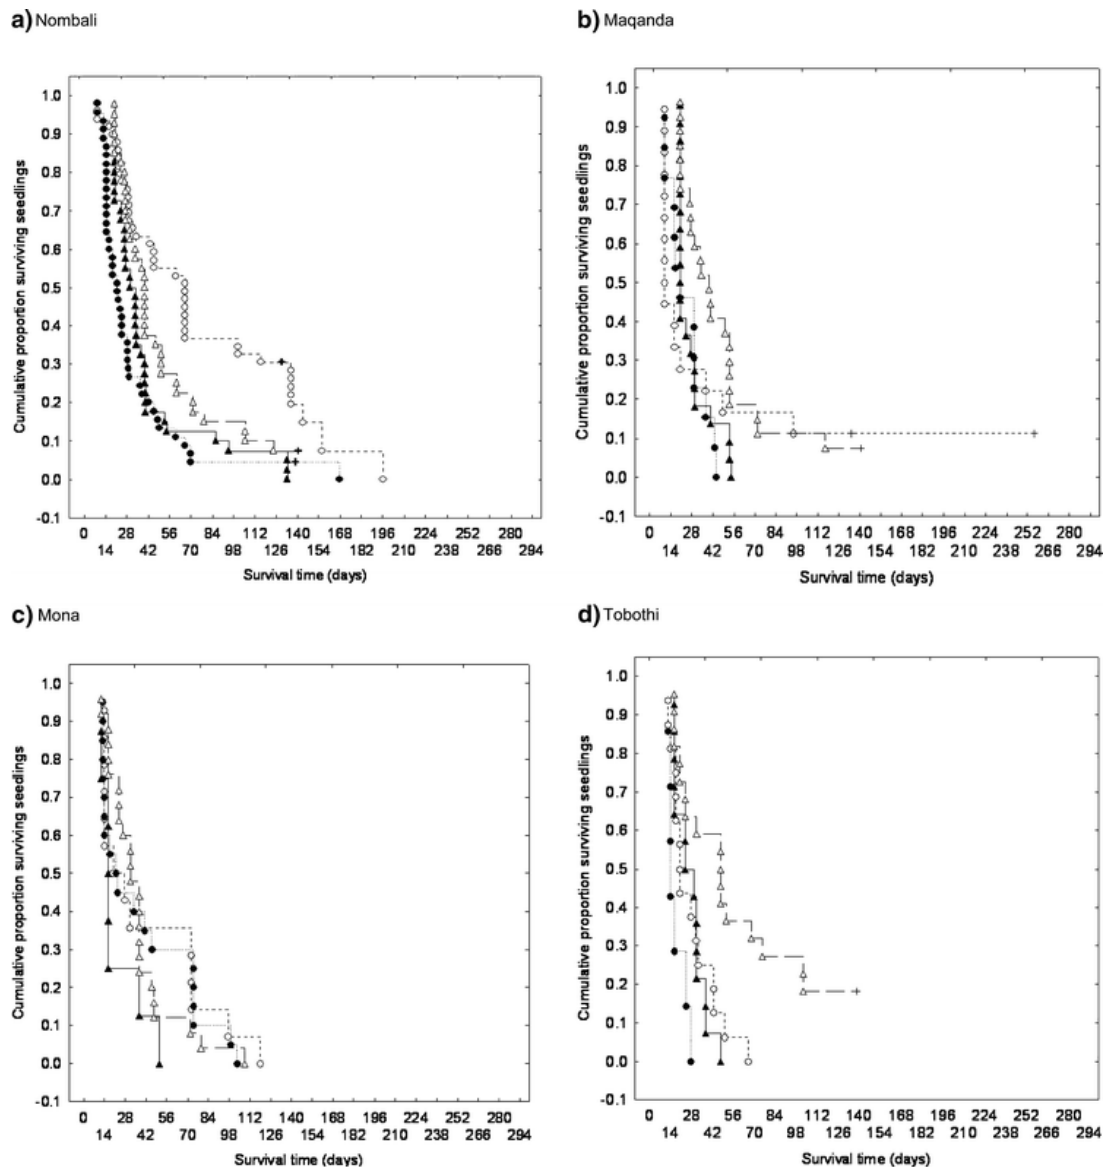 a) Nombali
Cumulative proportion surviving seedlings
1.0
0.9
0.8
0.7
0.6
0.5
0.4
0.3
0.2
0.1
0.0
-0.1
0 28 56 84 112 140 168 196 224 252 280
14 42 70 98 126 154 182 210 238 266 294
Survival time (days)
b) Maqanda
Cumulative proportion surviving seedlings
1.0
0.9
0.8
0.7
0.6
0.5
0.4
0.3
0.2
0.1
0.0
-0.1
0 28 56 84 112 140 168 196 224 252 280
14 42 70 98 126 154 182 210 238 266 294
Survival time (days)
c) Mona
Cumulative proportion surviving seedlings
1.0
0.9
0.8
0.7
0.6
0.5
0.4
0.3
0.2
0.1
0.0
-0.1
0 28 56 84 112 140 168 196 224 252 280
14 42 70 98 126 154 182 210 238 266 294
Survival time (days)
d) Tobothi
Cumulative proportion surviving seedlings
1.0
0.9
0.8
0.7
0.6
0.5
0.4
0.3
0.2
0.1
0.0
-0.1
0 28 56 84 112 140 168 196 224 252 280
14 42 70 98 126 154 182 210 238 266 294
Survival time (days)